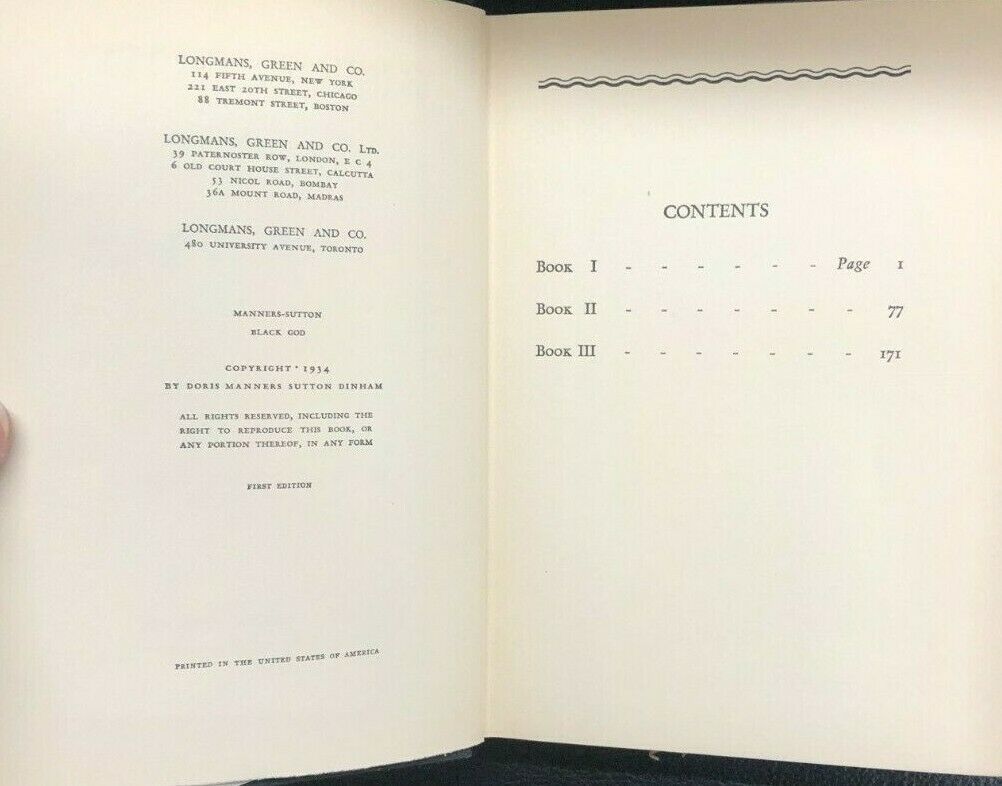 LONGMANS, GREEN AND CO.
114 FIFTH AVENUE, NEW YORK
221 EAST 20TH STREET, CHICAGO
88 TREMONT STREET, BOSTON
LONGMANS, GREEN AND CO. LTD.
39 PATERNOSTER ROW, LONDON, E C 4
6 OLD COURT HOUSE STREET, CALCUTTA
53 NICOL ROAD, BOMBAY
36A MOUNT ROAD, MADRAS
LONGMANS, GREEN AND CO.
480 UNIVERSITY AVENUE, TORONTO
MANNERS-SUTTON
BLACK GOD
COPYRIGHT · 1934
BY DORIS MANNERS SUTTON DINHAM
ALL RIGHTS RESERVED, INCLUDING THE
RIGHT TO REPRODUCE THIS BOOK, OR
ANY PORTION THEREOF, IN ANY FORM
FIRST EDITION
PRINTED IN THE UNITED STATES OF AMERICA
CONTENTS
BOOK I - - - - - - Page 1
BOOK II - - - - - - - 77
BOOK III - - - - - - - 171